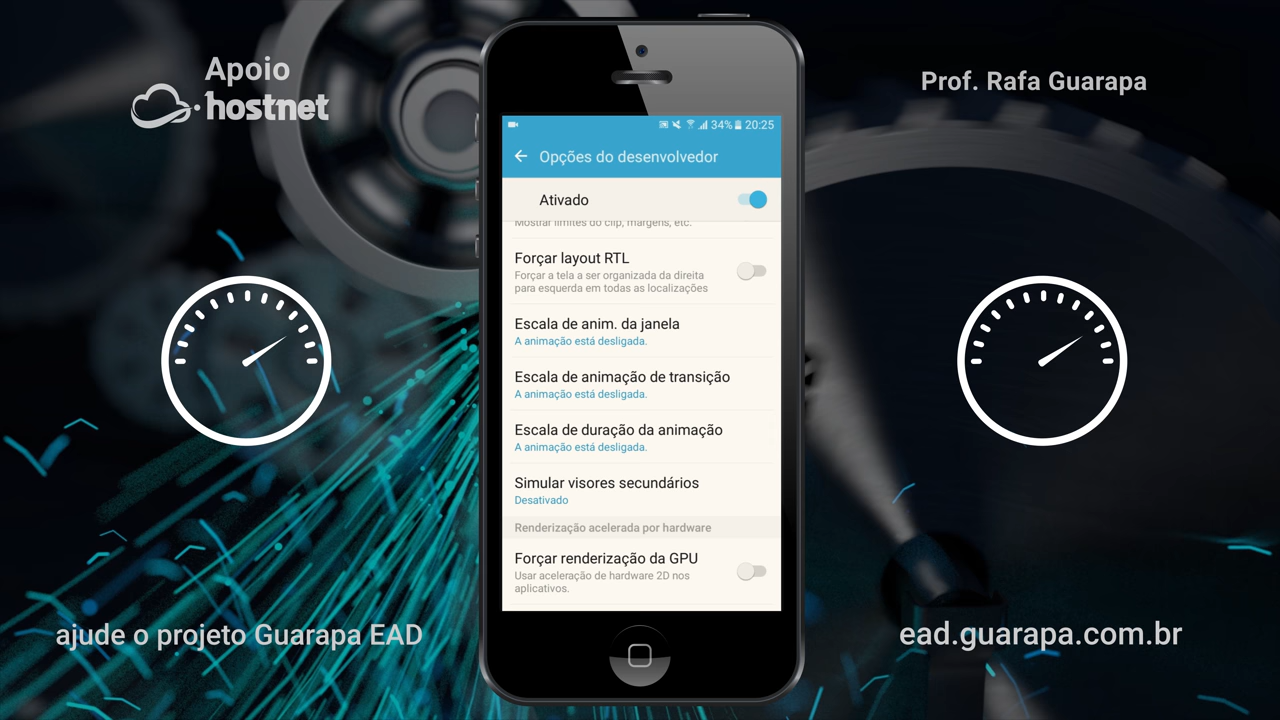 Apoio
hostnet
Prof. Rafa Guarapa
34% 20:25
Opções do desenvolvedor
Ativado
Mostrar limites do clip, margens, etc.
Forçar layout RTL
Forçar a tela a ser organizada da direita
para esquerda em todas as localizações
Escala de anim. da janela
A animação está desligada.
Escala de animação de transição
A animação está desligada.
Escala de duração da animação
A animação está desligada.
Simular visores secundários
Desativado
Renderização acelerada por hardware
Forçar renderização da GPU
Usar aceleração de hardware 2D nos
aplicativos.
ajude o projeto Guarapa EAD
ead.guarapa.com.br